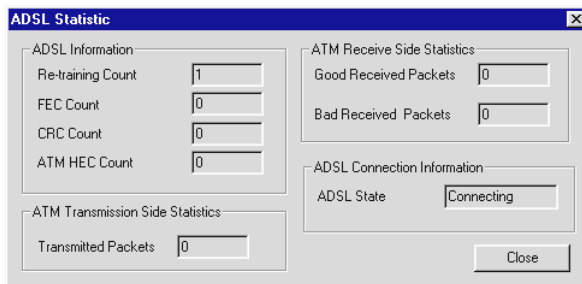 ADSL Statistic
ADSL Information
Re-training Count 1
FEC Count 0
CRC Count 0
ATM HEC Count 0
ATM Transmission Side Statistics
Transmitted Packets 0
ATM Receive Side Statistics
Good Received Packets 0
Bad Received Packets 0
ADSL Connection Information
ADSL State Connecting
Close